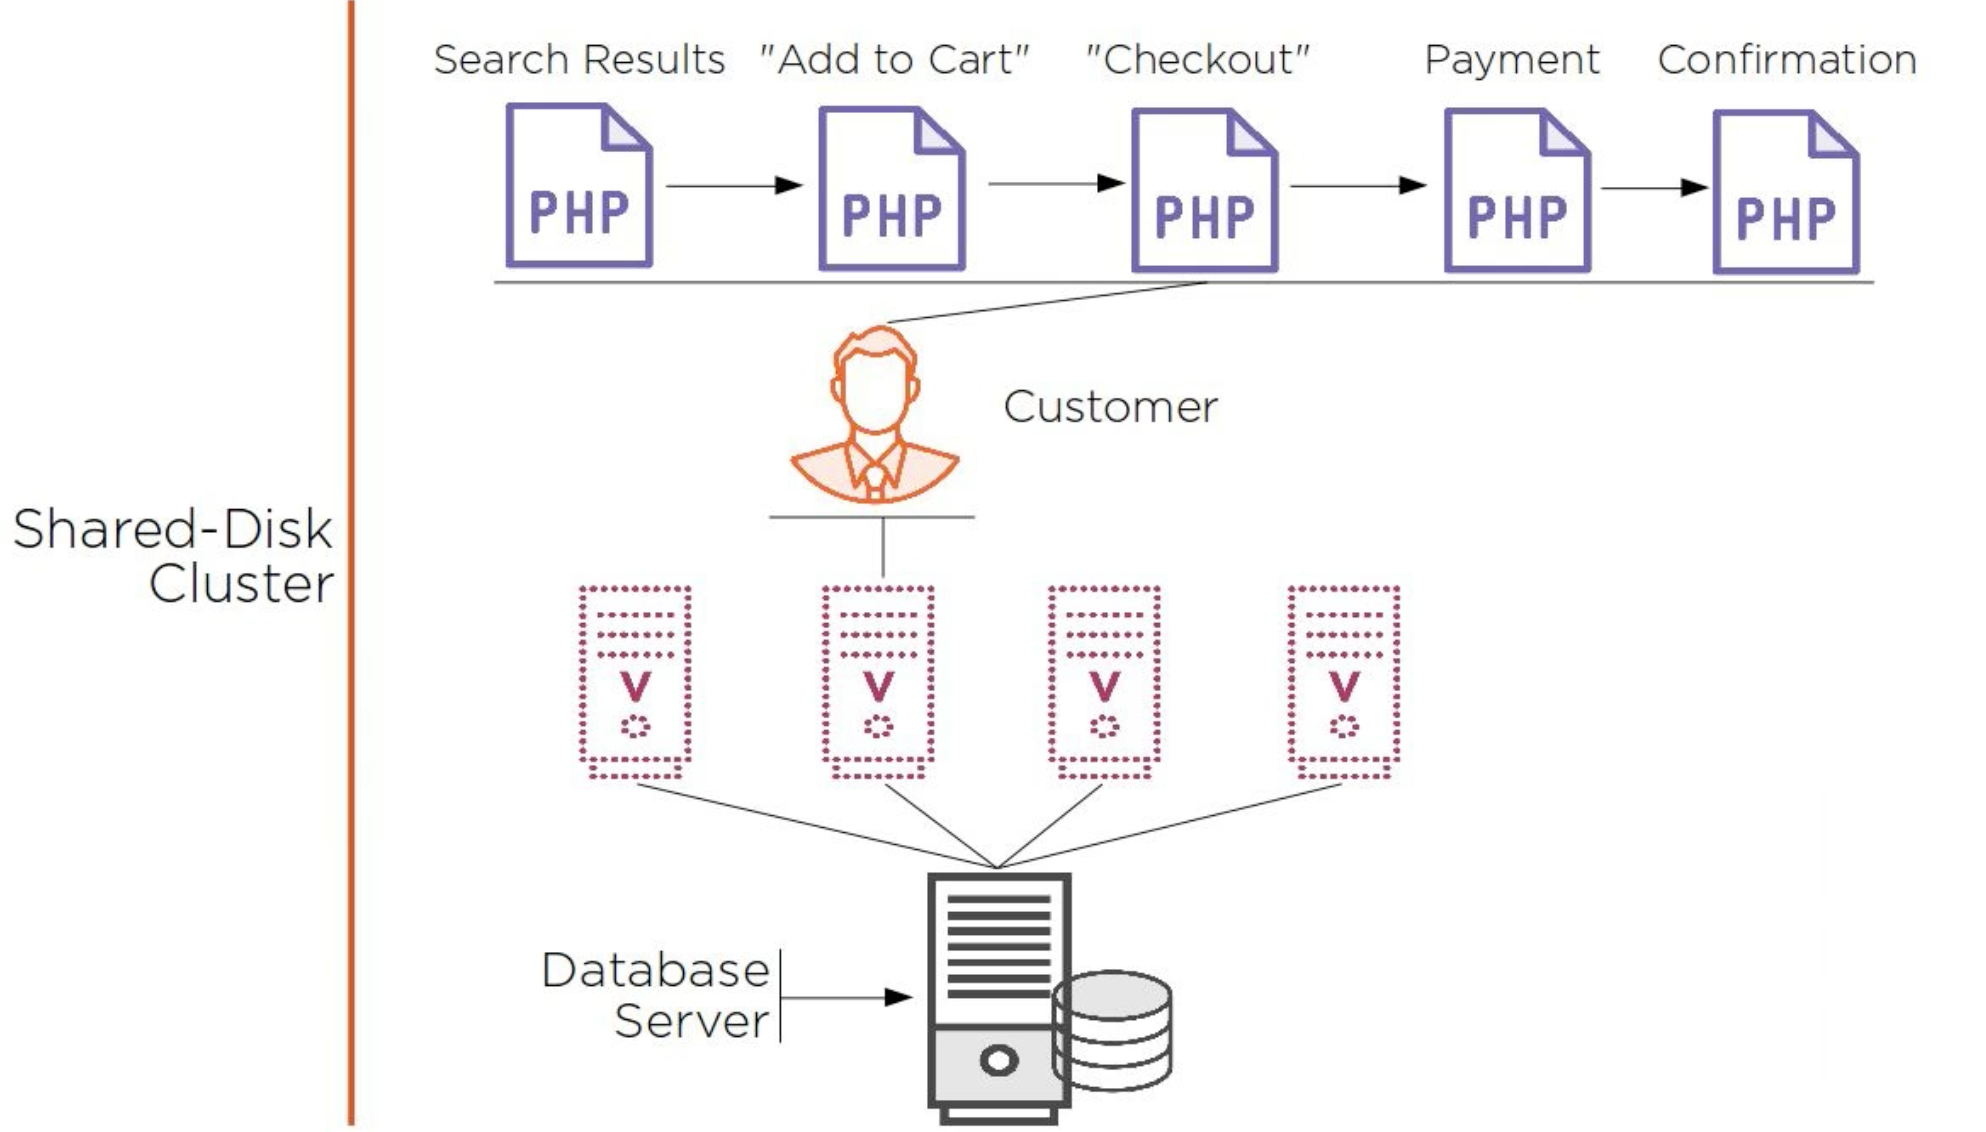 Search Results "Add to Cart" "Checkout" Payment Confirmation
PHP PHP PHP PHP PHP
Customer
Shared-Disk
Cluster
V V V V
Database
Server